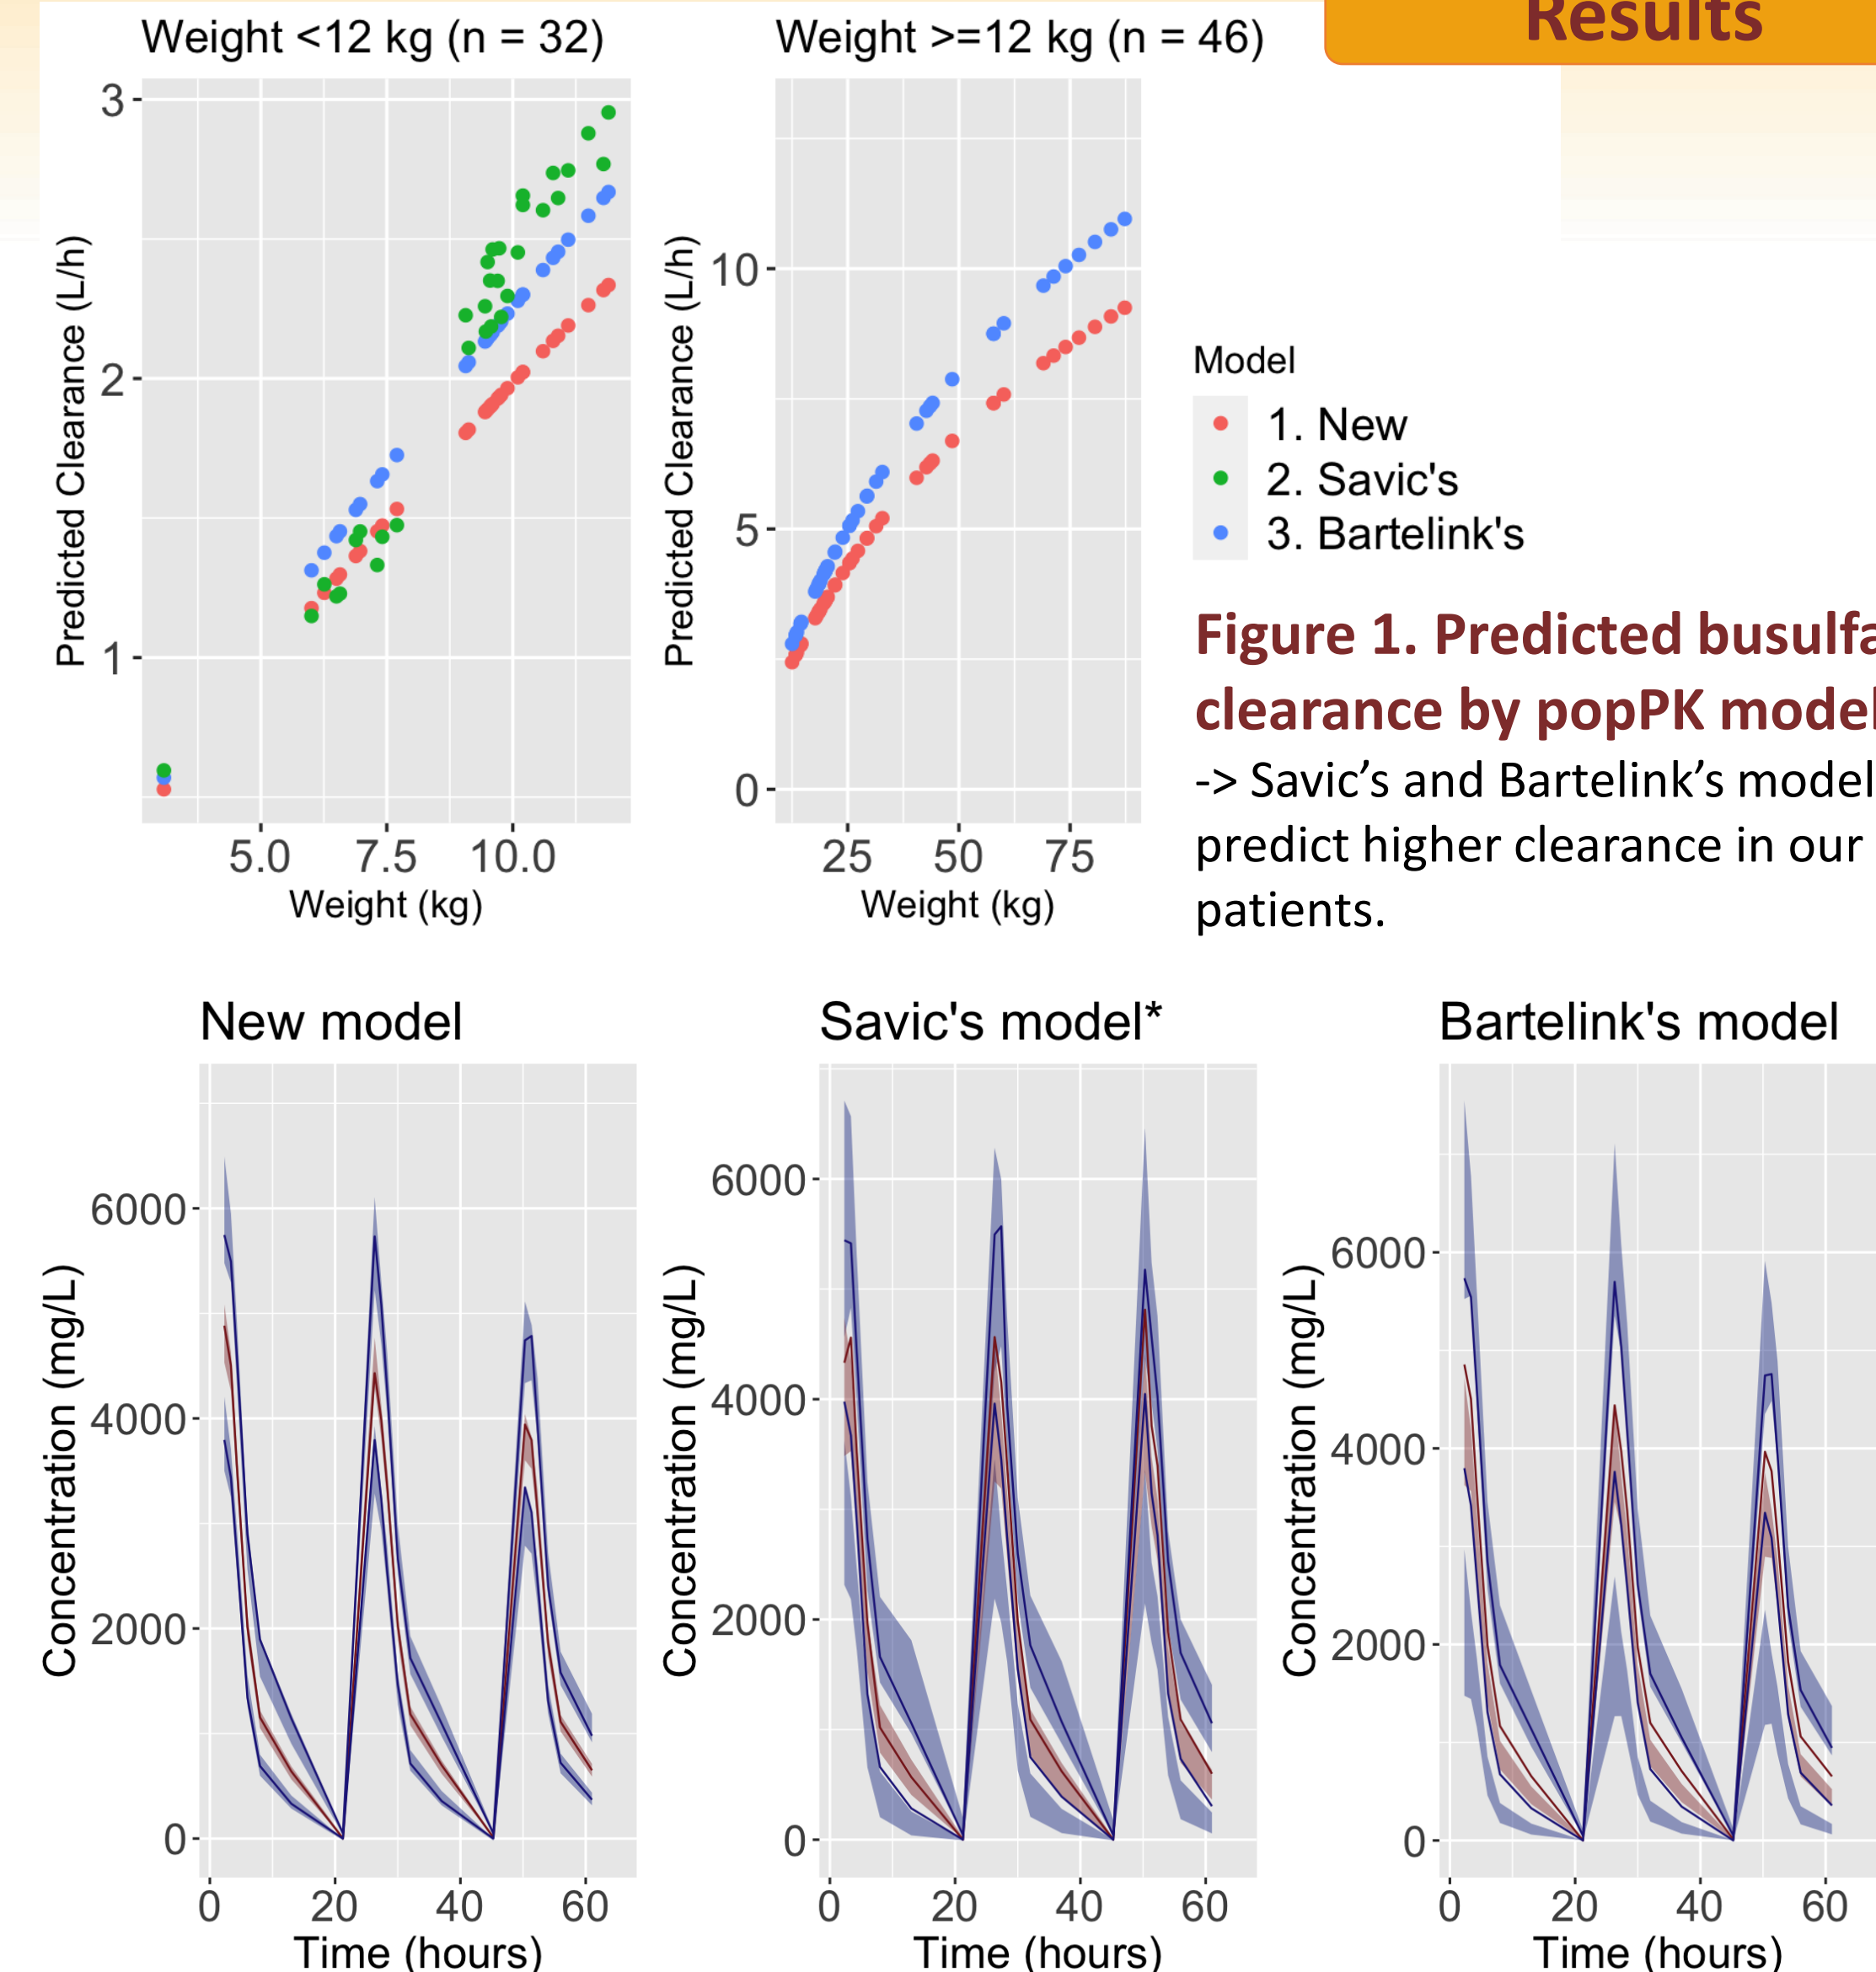 Results
Weight <12 kg (n = 32)
3
2
1
Predicted Clearance (L/h)
5.0 7.5 10.0
Weight (kg)
Weight >=12 kg (n = 46)
10
5
0
Predicted Clearance (L/h)
25 50 75
Weight (kg)
Model
1. New
2. Savic's
3. Bartelink's
Figure 1. Predicted busulfa
clearance by popPK model
-> Savic’s and Bartelink’s model
predict higher clearance in our
patients.
New model
6000
4000
2000
0
Concentration (mg/L)
0 20 40 60
Time (hours)
Savic's model*
6000
4000
2000
0
Concentration (mg/L)
0 20 40 60
Time (hours)
Bartelink's model
6000
4000
2000
0
Concentration (mg/L)
0 20 40 60
Time (hours)